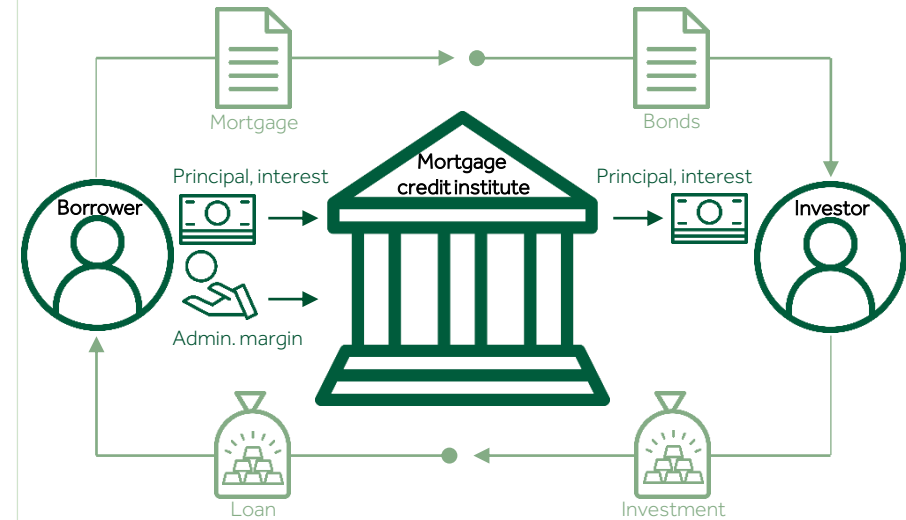 Mortgage
Bonds
Mortgage
credit institute
Principal, interest
Principal, interest
Borrower
Investor
Admin. margin
Loan
Investment